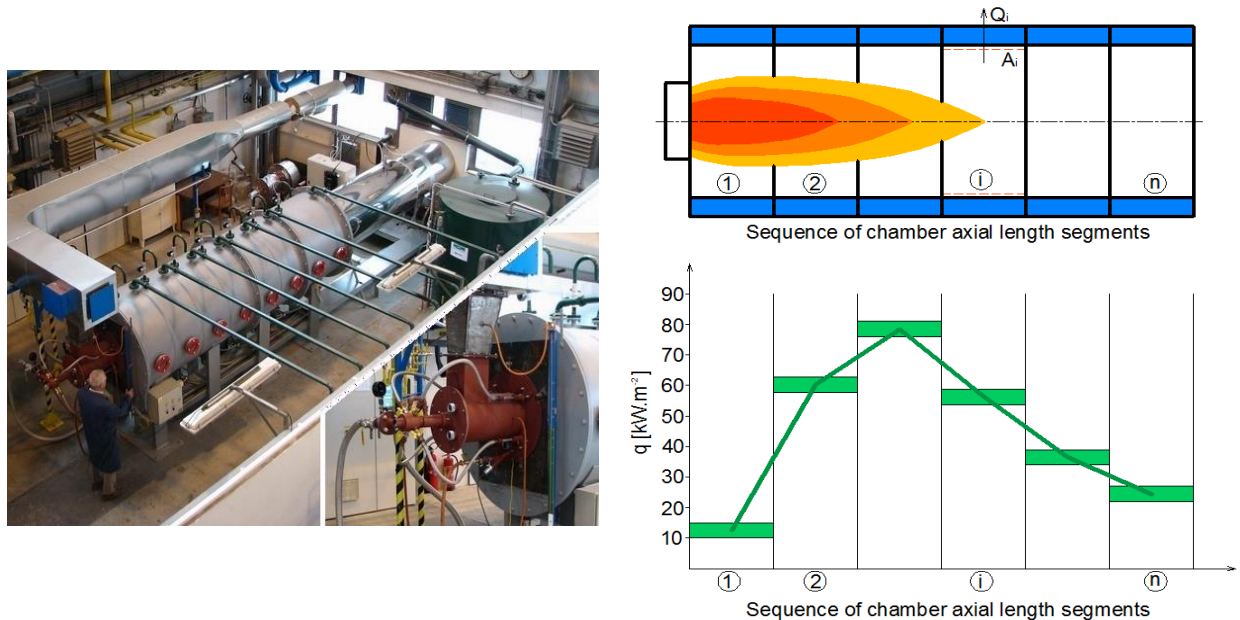 Qᵢ
Aᵢ
① ② ⓘ ⓝ
Sequence of chamber axial length segments
q [kW.m⁻²]
90
80
70
60
50
40
30
20
10
① ② ⓘ ⓝ
Sequence of chamber axial length segments